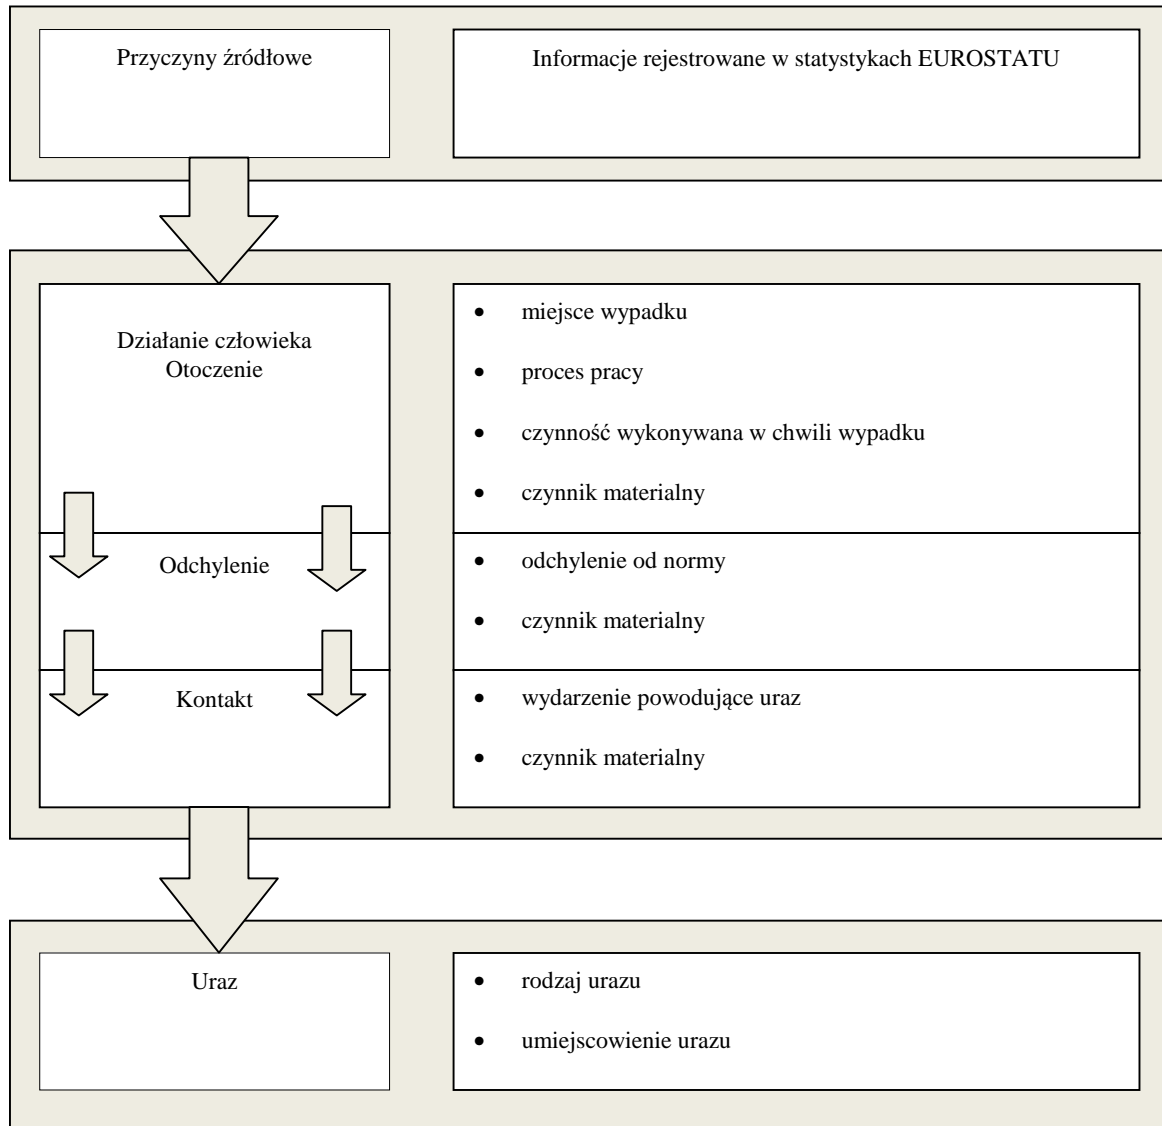 Przyczyny źródłowe
Informacje rejestrowane w statystykach EUROSTATU
Działanie człowieka
Otoczenie
• miejsce wypadku
• proces pracy
• czynność wykonywana w chwili wypadku
• czynnik materialny
Odchylenie
• odchylenie od normy
• czynnik materialny
Kontakt
• wydarzenie powodujące uraz
• czynnik materialny
Uraz
• rodzaj urazu
• umiejscowienie urazu